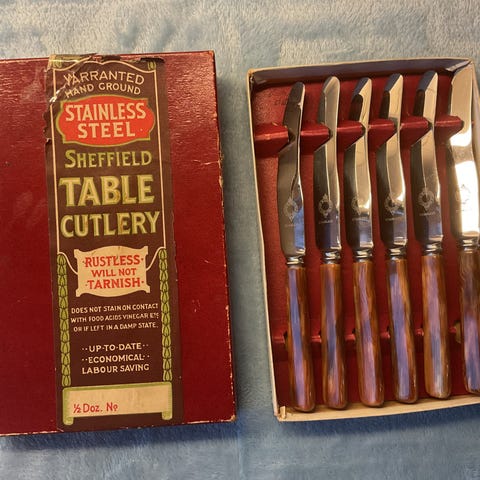 WARRANTED
HAND GROUND
STAINLESS
STEEL
SHEFFIELD
TABLE
CUTLERY
RUSTLESS
WILL NOT
TARNISH
DOES NOT STAIN ON CONTACT
WITH FOOD ACIDS VINEGAR ETC
OR IF LEFT IN A DAMP STATE.
··UP-TO-DATE··
··ECONOMICAL··
LABOUR SAVING
½ Doz. No